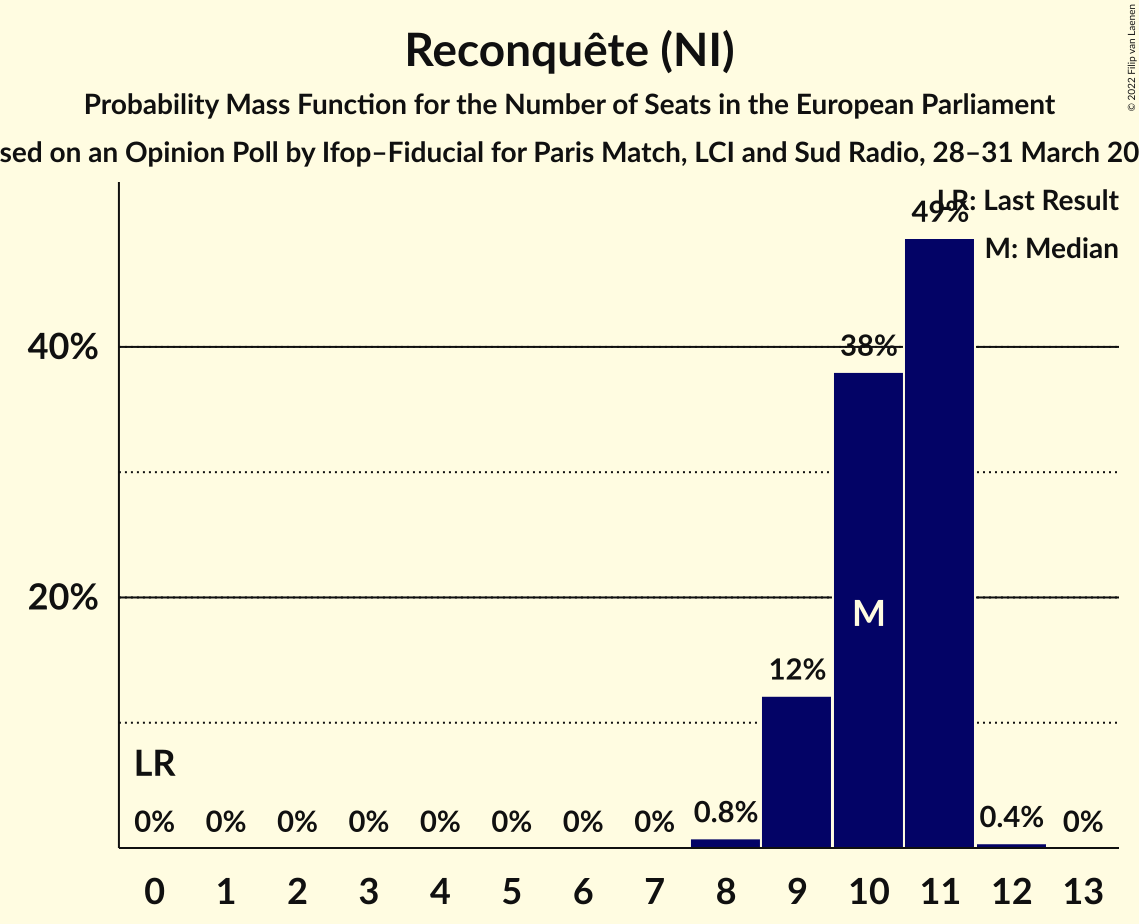 Reconquête (NI)
Probability Mass Function for the Number of Seats in the European Parliament
sed on an Opinion Poll by Ifop–Fiducial for Paris Match, LCI and Sud Radio, 28–31 March 20
© 2022 Filip van Laenen
LR: Last Result
M: Median
49%
40%
38%
20%
M
12%
LR
0% 0% 0% 0% 0% 0% 0% 0% 0.8% 0.4% 0%
0 1 2 3 4 5 6 7 8 9 10 11 12 13